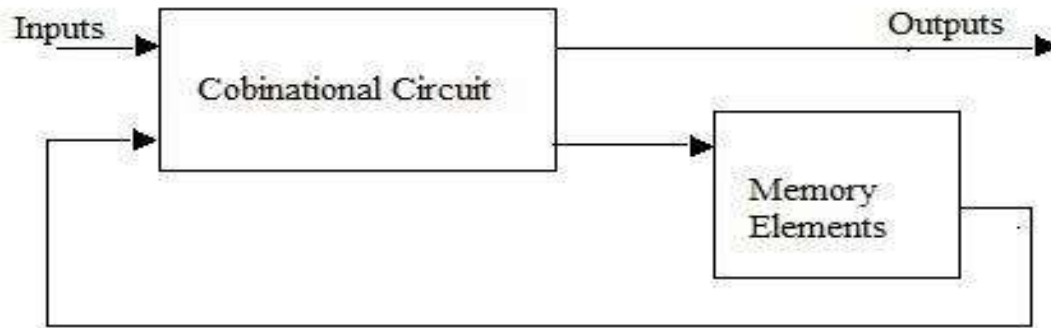 Inputs
Outputs
Cobinational Circuit
Memory
Elements